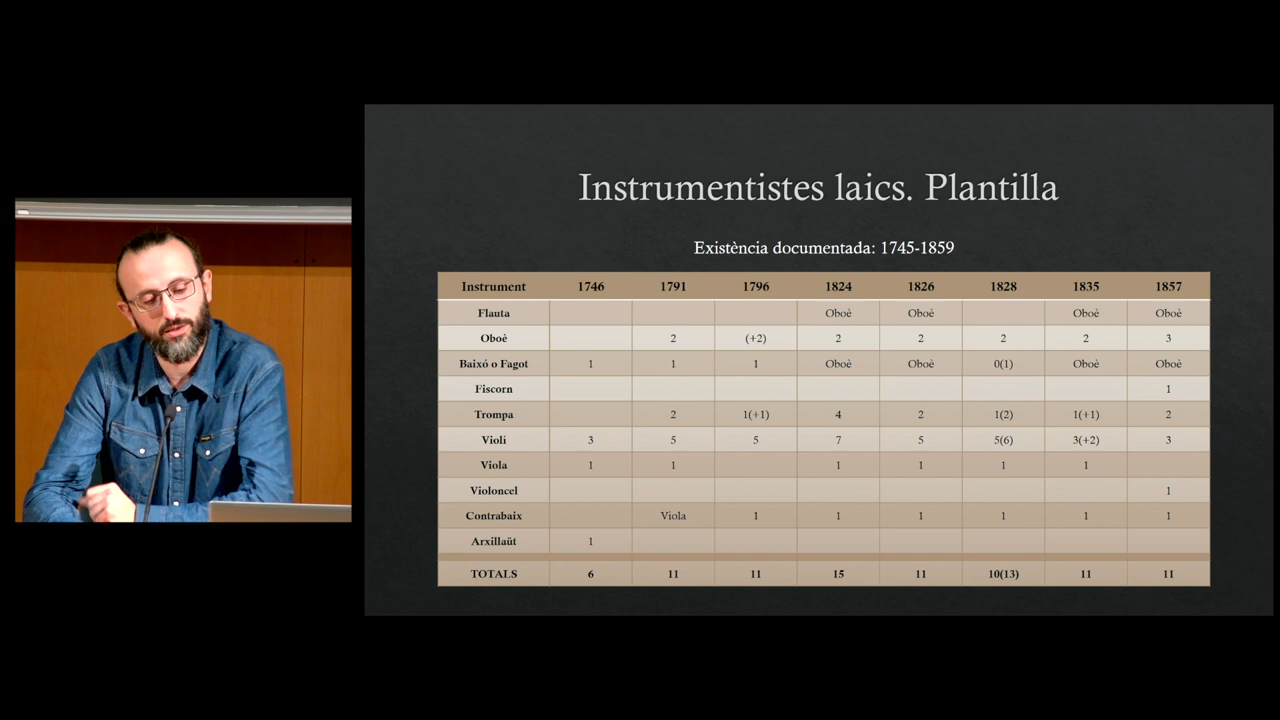 Instrumentistes laics. Plantilla
Existència documentada: 1745-1859
Instrument 1746 1791 1796 1824 1826 1828 1835 1857
Flauta Oboè Oboè Oboè Oboè
Oboè 2 (+2) 2 2 2 2 3
Baixó o Fagot 1 1 1 Oboè Oboè 0(1) Oboè Oboè
Fiscorn 1
Trompa 2 1(+1) 4 2 1(2) 1(+1) 2
Violí 3 5 5 7 5 5(6) 3(+2) 3
Viola 1 1 1 1 1 1
Violoncel 1
Contrabaix Viola 1 1 1 1 1 1
Arxillaüt 1
TOTALS 6 11 11 15 11 10(13) 11 11